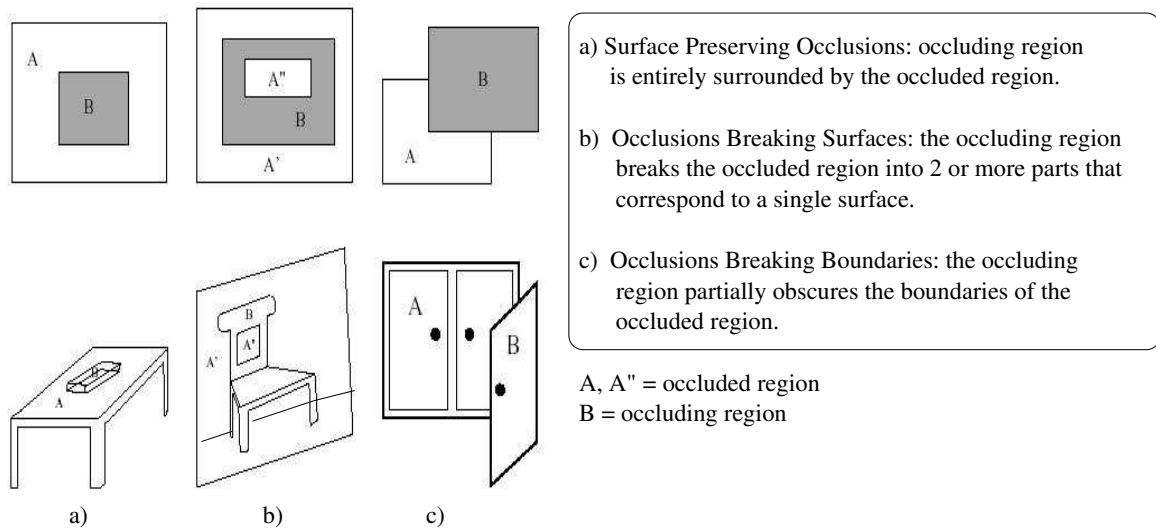 A
B
A"
B
A'
B
A
a) Surface Preserving Occlusions: occluding region
is entirely surrounded by the occluded region.
b) Occlusions Breaking Surfaces: the occluding region
breaks the occluded region into 2 or more parts that
correspond to a single surface.
c) Occlusions Breaking Boundaries: the occluding
region partially obscures the boundaries of the
occluded region.
A, A" = occluded region
B = occluding region
B
A
B
A'
A"
A
B
a)
b)
c)